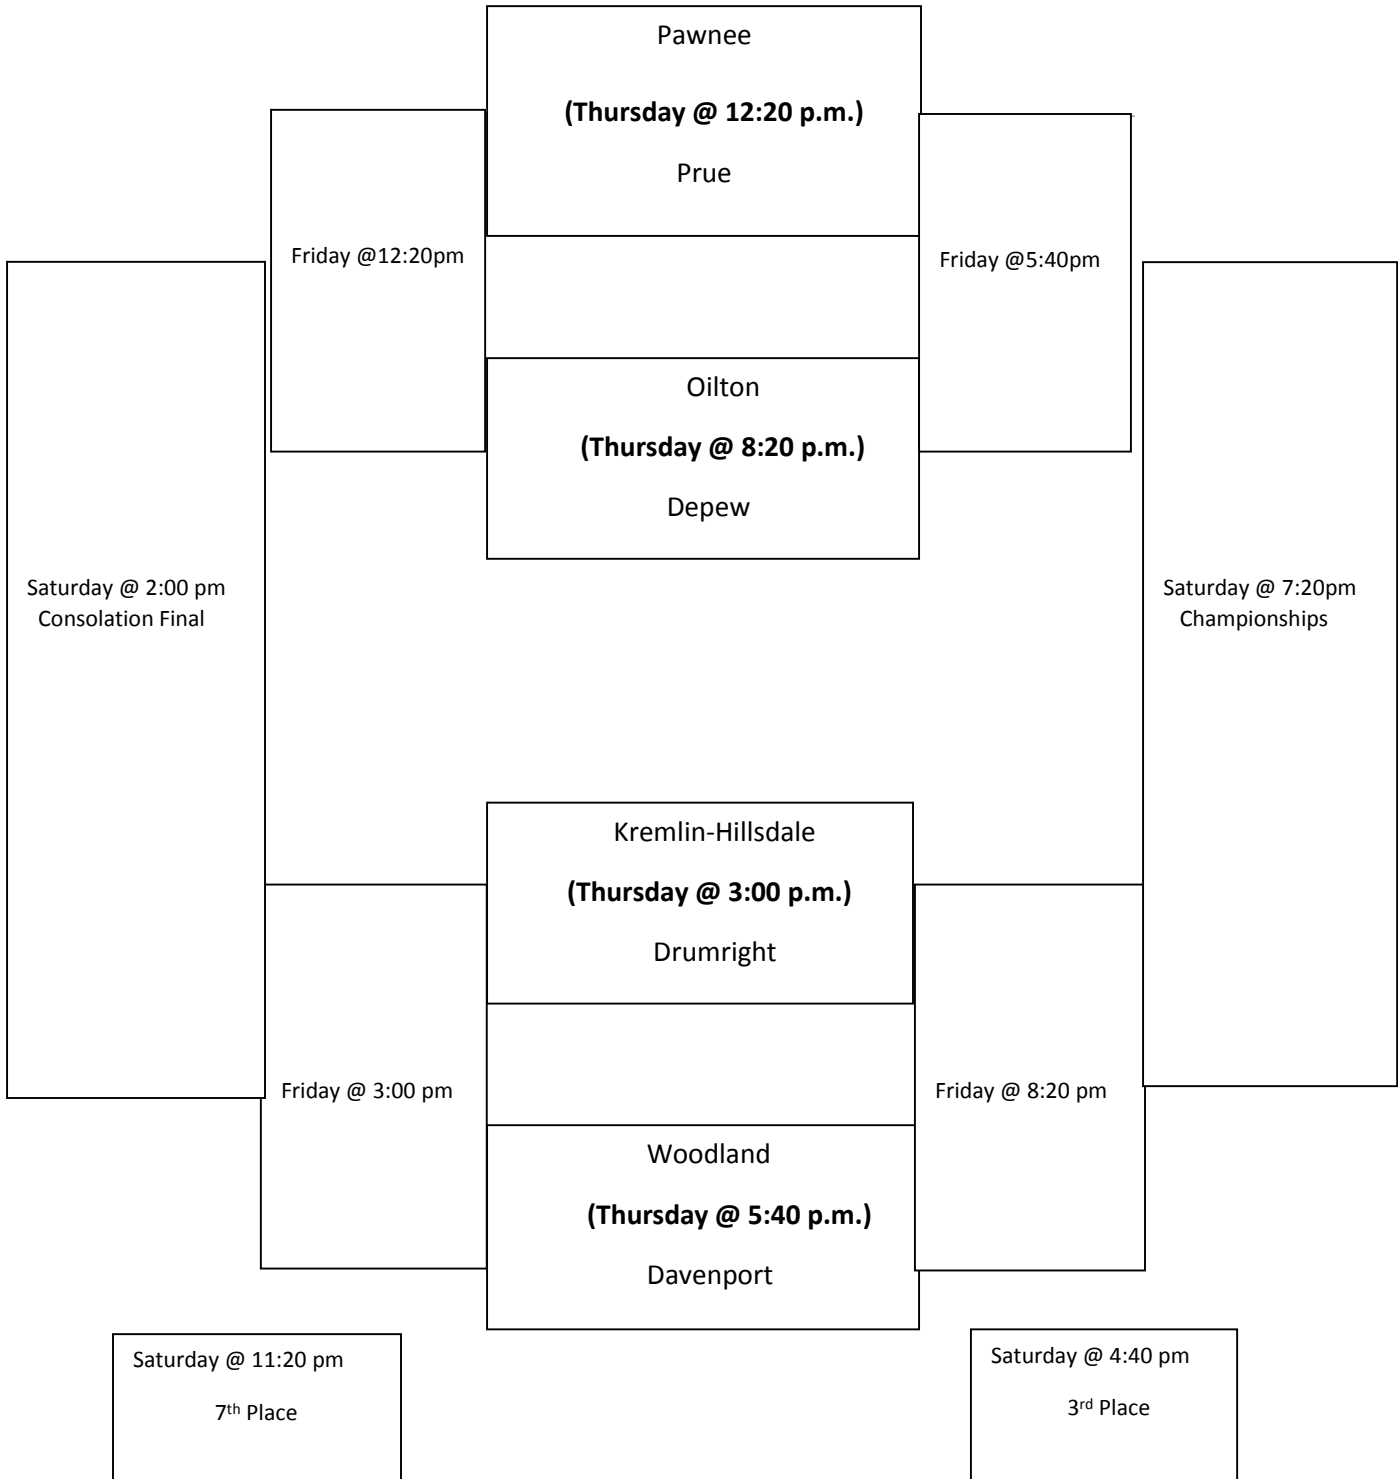 Pawnee
(Thursday @ 12:20 p.m.)
Prue
Friday @12:20pm
Friday @5:40pm
Oilton
(Thursday @ 8:20 p.m.)
Depew
Saturday @ 2:00 pm
Consolation Final
Saturday @ 7:20pm
Championships
Kremlin-Hillsdale
(Thursday @ 3:00 p.m.)
Drumright
Friday @ 3:00 pm
Friday @ 8:20 pm
Woodland
(Thursday @ 5:40 p.m.)
Davenport
Saturday @ 11:20 pm
7th Place
Saturday @ 4:40 pm
3rd Place